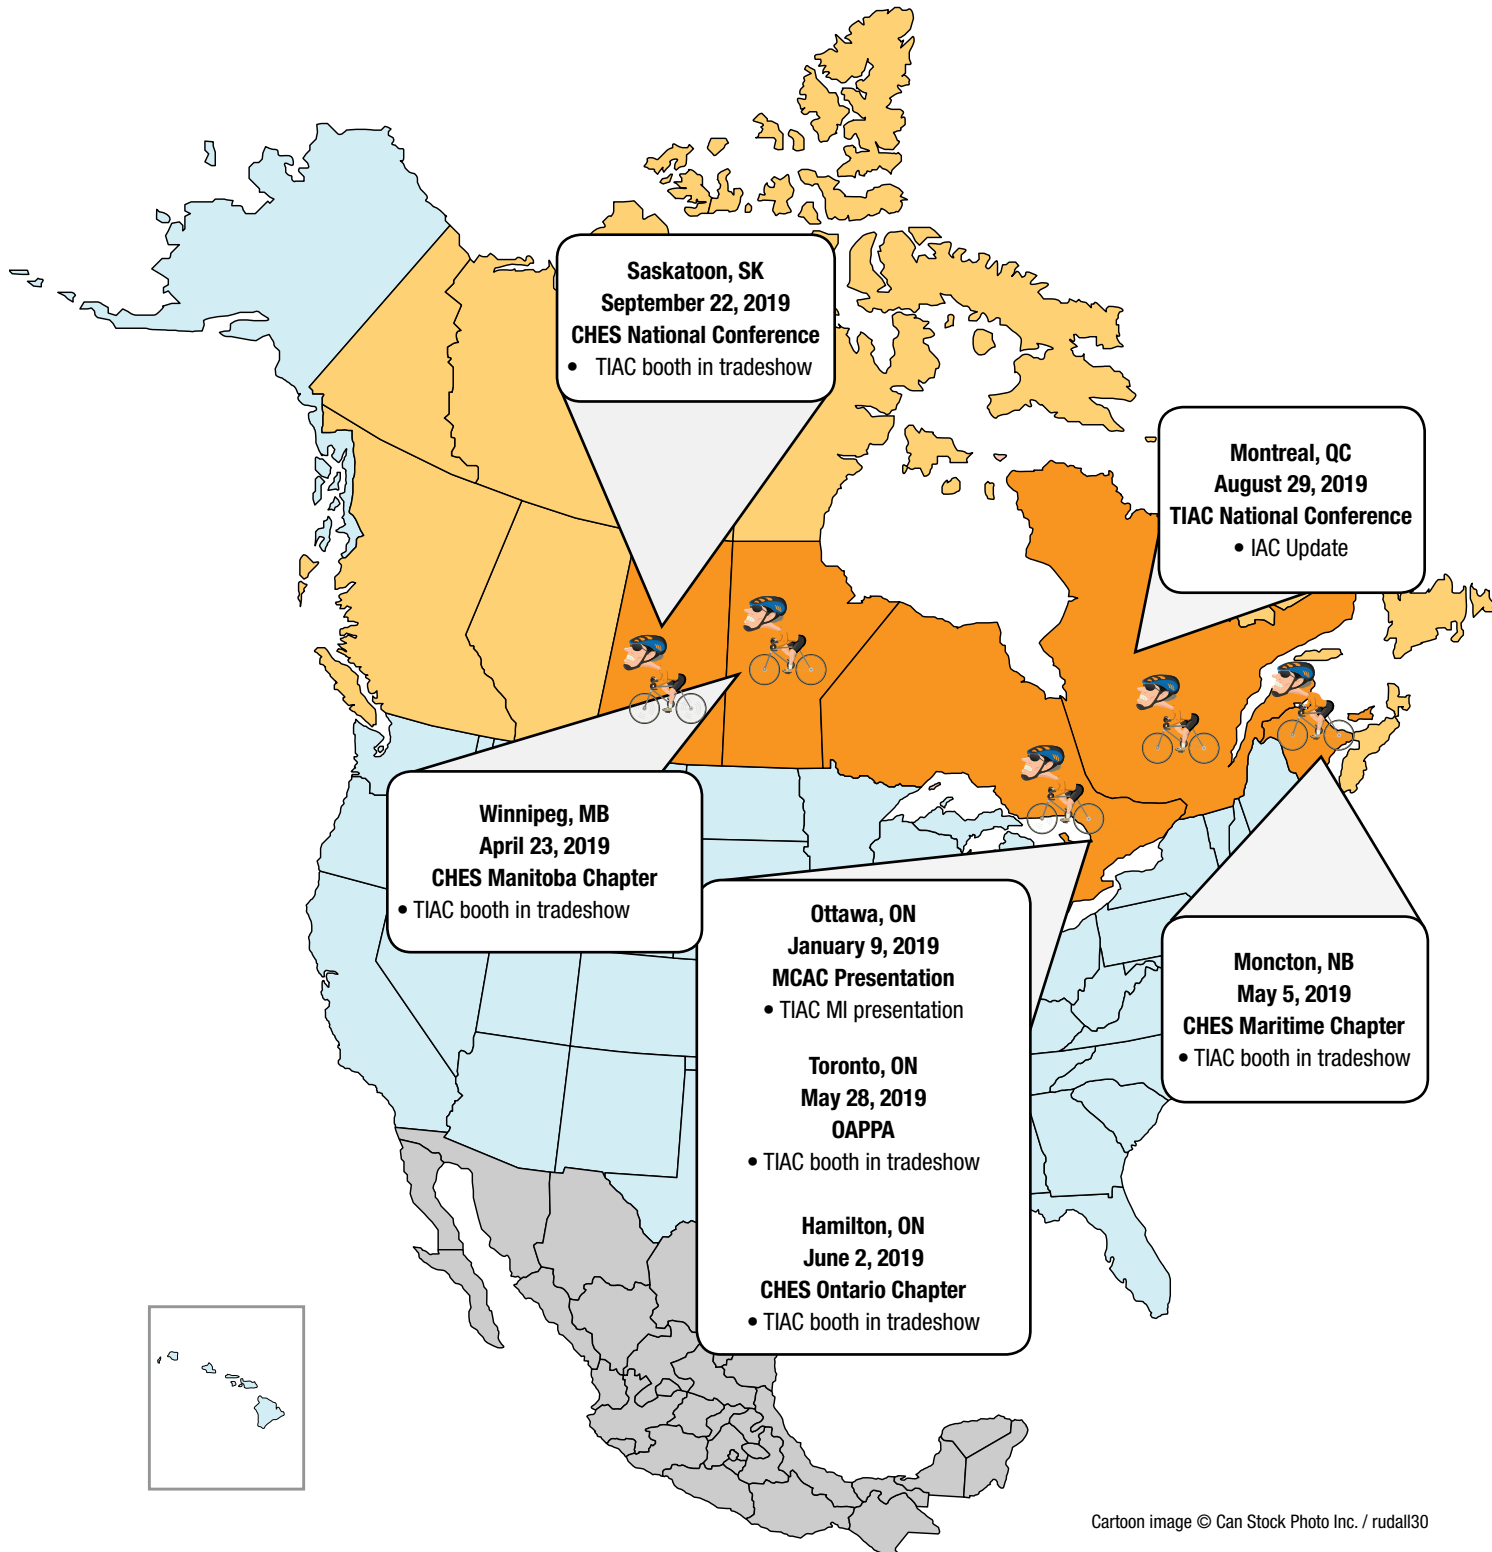 Saskatoon, SK
September 22, 2019
CHES National Conference
• TIAC booth in tradeshow
Montreal, QC
August 29, 2019
TIAC National Conference
• IAC Update
Winnipeg, MB
April 23, 2019
CHES Manitoba Chapter
• TIAC booth in tradeshow
Ottawa, ON
January 9, 2019
MCAC Presentation
• TIAC MI presentation
Toronto, ON
May 28, 2019
OAPPA
• TIAC booth in tradeshow
Hamilton, ON
June 2, 2019
CHES Ontario Chapter
• TIAC booth in tradeshow
Moncton, NB
May 5, 2019
CHES Maritime Chapter
• TIAC booth in tradeshow
Cartoon image © Can Stock Photo Inc. / rudall30